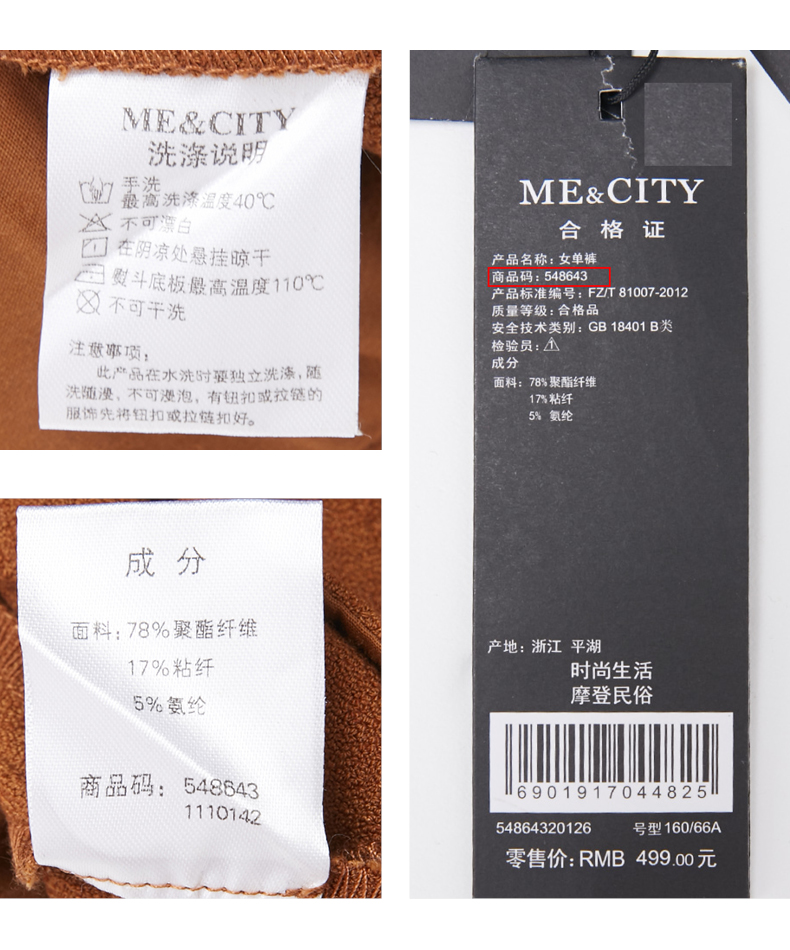 ME&CITY
洗涤说明
手洗
最高洗涤温度40℃
不可漂白
在阴凉处悬挂晾干
熨斗底板最高温度110℃
不可干洗
注意事项:
此产品在水洗时要独立洗涤,随
洗随漫、不可浸泡,有钮扣或拉链的
服饰先将钮扣或拉链扣好。
成 分
面料:78%聚酯纤维
17%粘纤
5%氨纶
商品码: 548643
1110142
ME&CITY
合 格 证
产品名称:女单裤
商品码:548643
产品标准编号:FZ/T 81007-2012
质量等级:合格品
安全技术类别:GB 18401 B类
检验员:1
成分
面料:78%聚酯纤维
17%粘纤
5% 氨纶
产地:浙江 平湖
时尚生活
摩登民俗
6901917044825
54864320126 号型160/66A
零售价:RMB 499.00元